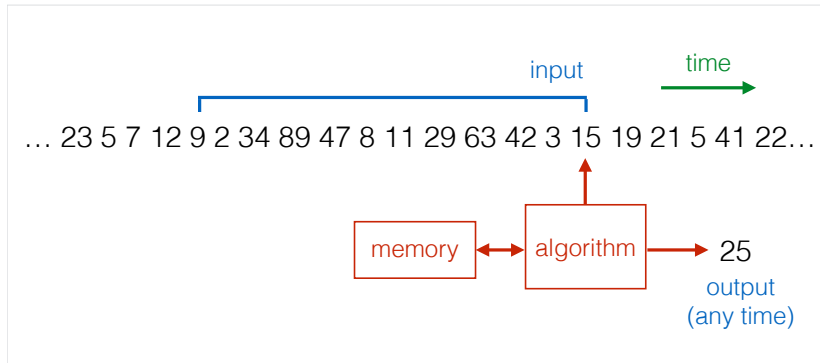 input time
… 23 5 7 12 9 2 34 89 47 8 11 29 63 42 3 15 19 21 5 41 22…
memory algorithm 25
output
(any time)